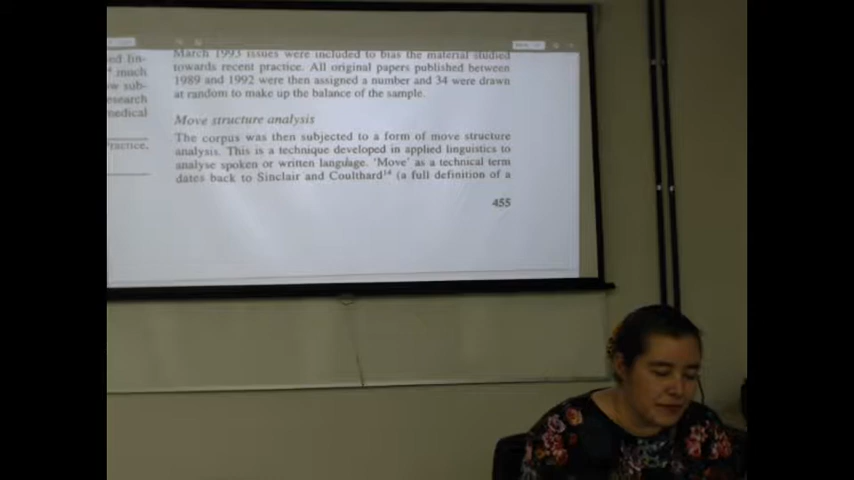 ed fin-
much
w sub-
esearch
medical
ractice,
March 1993 issues were included to bias the material studied
towards recent practice. All original papers published between
1989 and 1992 were then assigned a number and 34 were drawn
at random to make up the balance of the sample.
Move structure analysis
The corpus was then subjected to a form of move structure
analysis. This is a technique developed in applied linguistics to
analyse spoken or written language. 'Move' as a technical term
dates back to Sinclair and Coulthard¹⁴ (a full definition of a
455